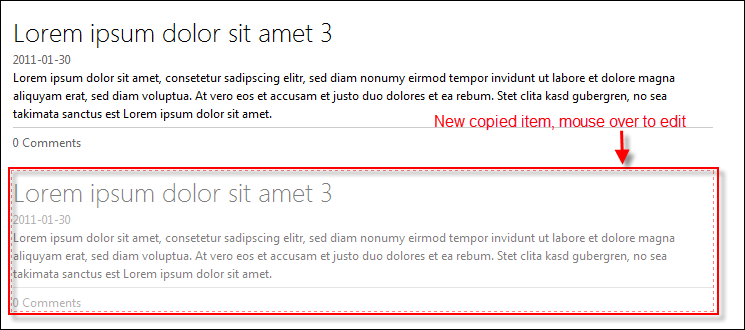 Lorem ipsum dolor sit amet 3
2011-01-30
Lorem ipsum dolor sit amet, consetetur sadipscing elitr, sed diam nonumy eirmod tempor invidunt ut labore et dolore magna
aliquyam erat, sed diam voluptua. At vero eos et accusam et justo duo dolores et ea rebum. Stet clita kasd gubergren, no sea
takimata sanctus est Lorem ipsum dolor sit amet.
New copied item, mouse over to edit
0 Comments
Lorem ipsum dolor sit amet 3
2011-01-30
Lorem ipsum dolor sit amet, consetetur sadipscing elitr, sed diam nonumy eirmod tempor invidunt ut labore et dolore magna
aliquyam erat, sed diam voluptua. At vero eos et accusam et justo duo dolores et ea rebum. Stet clita kasd gubergren, no sea
takimata sanctus est Lorem ipsum dolor sit amet.
0 Comments